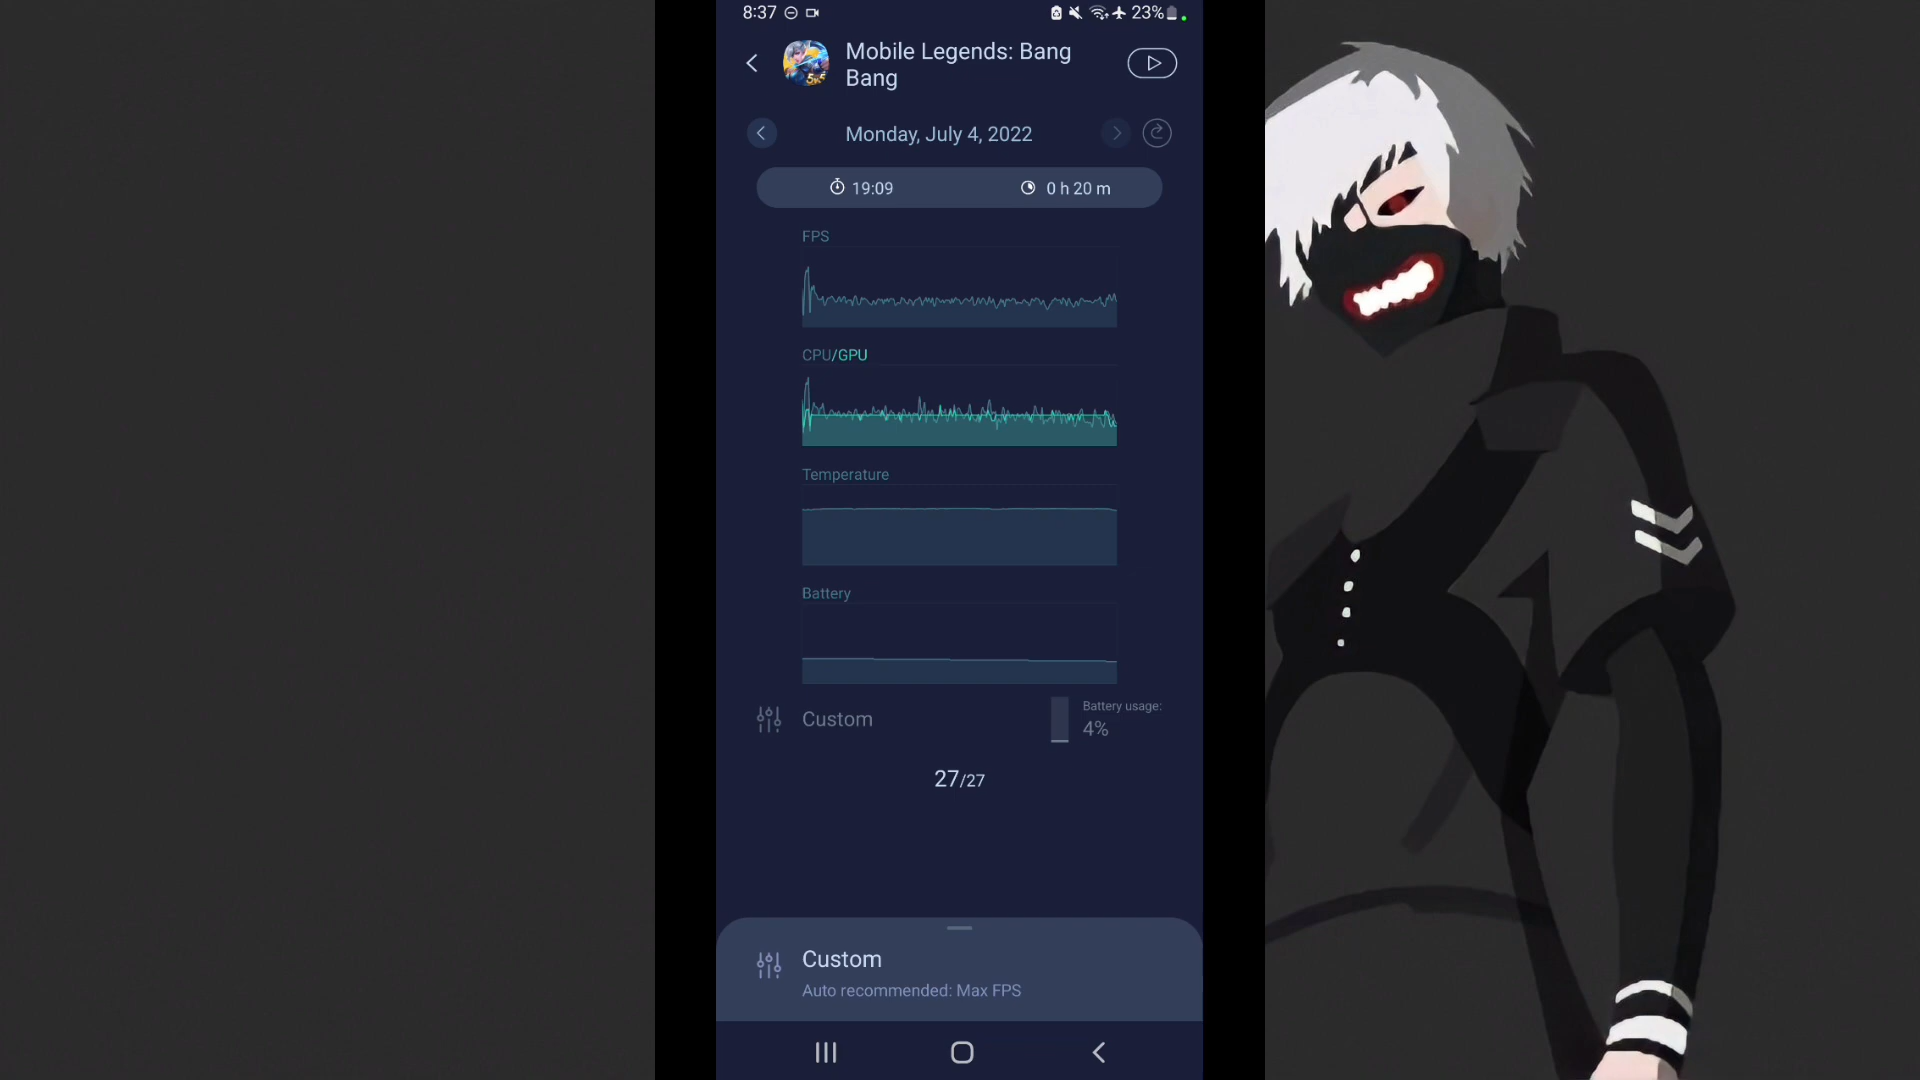 8:37
23%
Mobile Legends: Bang
Bang
5v5
Monday, July 4, 2022
19:09
0 h 20 m
FPS
CPU/GPU
Temperature
Battery
Custom
Battery usage:
4%
27/27
Custom
Auto recommended: Max FPS